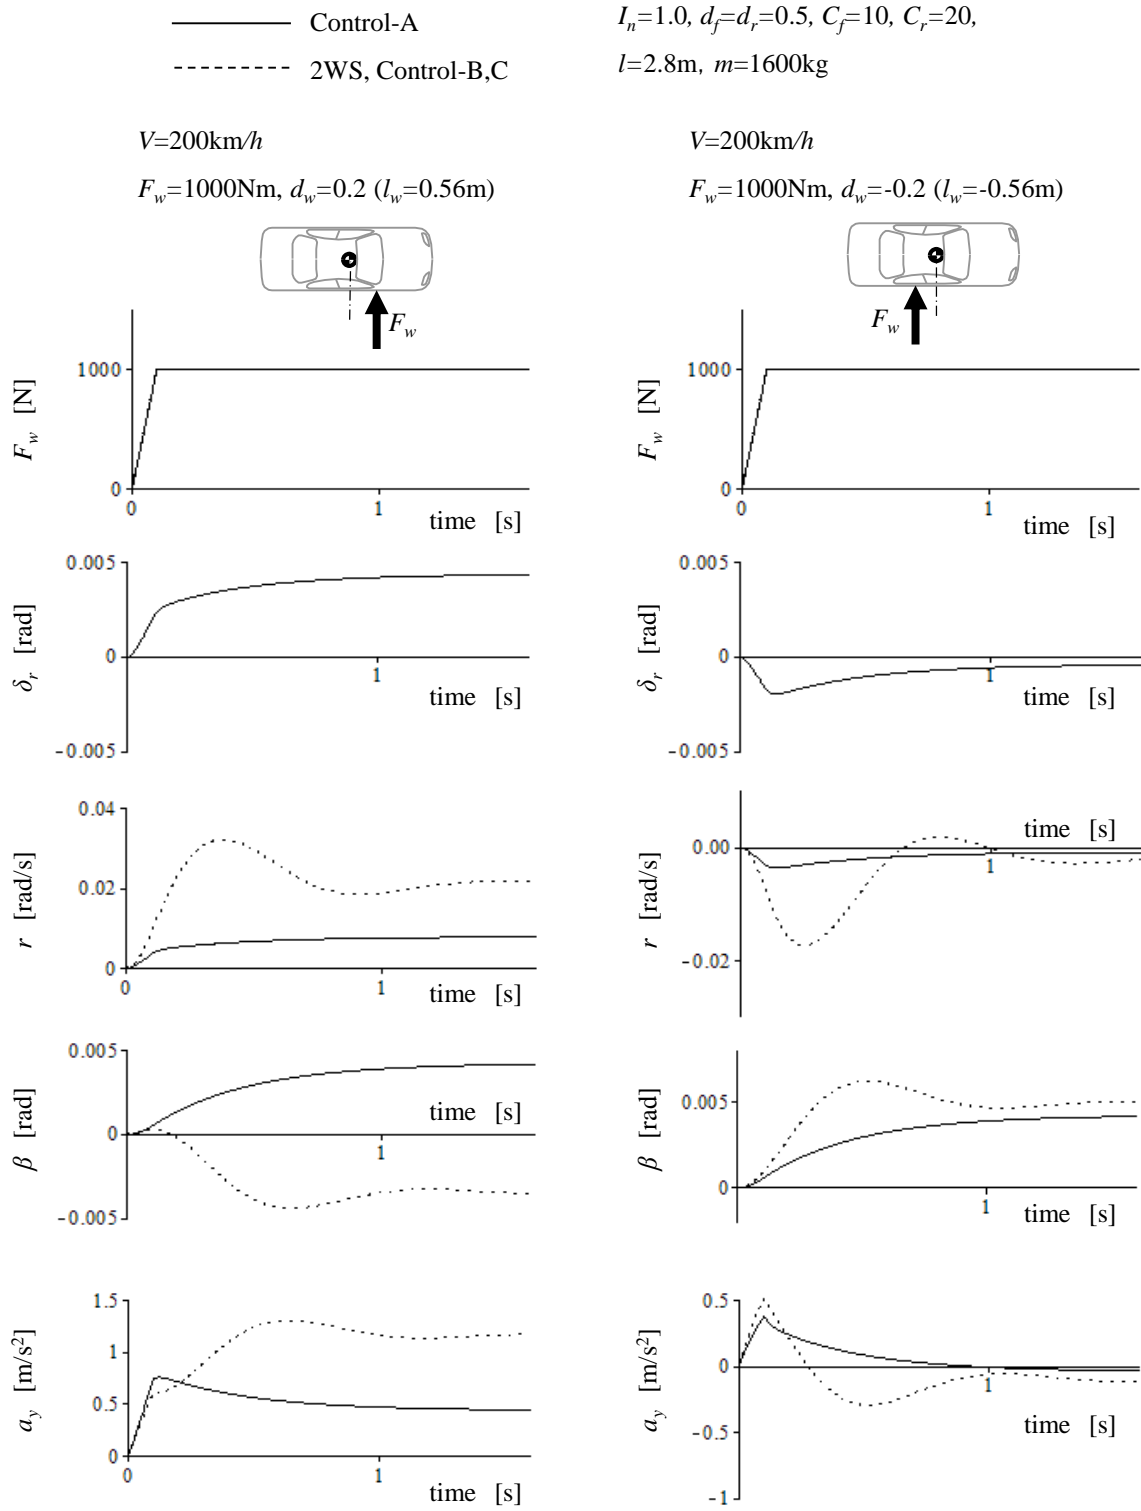 Control-A
2WS, Control-B,C
I_n=1.0, d_f=d_r=0.5, C_f=10, C_r=20,
l=2.8m, m=1600kg
V=200km/h
F_w=1000Nm, d_w=0.2 (l_w=0.56m)
F_w
F_w [N]
1000
0
0
1
time [s]
δ_r [rad]
0.005
0
-0.005
1
time [s]
r [rad/s]
0.04
0.02
0
0
1
time [s]
β [rad]
0.005
0
-0.005
time [s]
1
a_y [m/s²]
1.5
1
0.5
0
0
1
time [s]
V=200km/h
F_w=1000Nm, d_w=-0.2 (l_w=-0.56m)
F_w
F_w [N]
1000
0
0
1
time [s]
δ_r [rad]
0.005
0
-0.005
1
time [s]
r [rad/s]
0.00
-0.02
time [s]
1
β [rad]
0.005
0
1
time [s]
a_y [m/s²]
0.5
0
-0.5
-1
1
time [s]